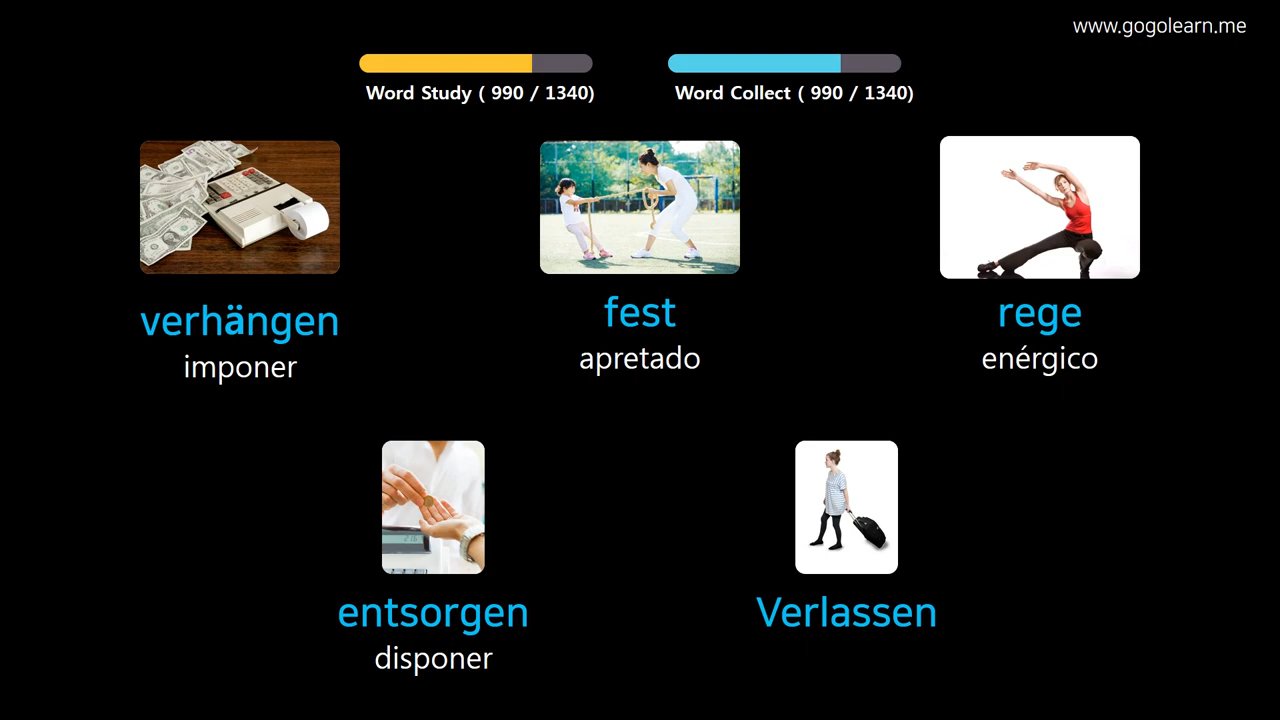 www.gogolearn.me
Word Study ( 990 / 1340)
Word Collect ( 990 / 1340)
verhängen
imponer
fest
apretado
rege
enérgico
entsorgen
disponer
Verlassen